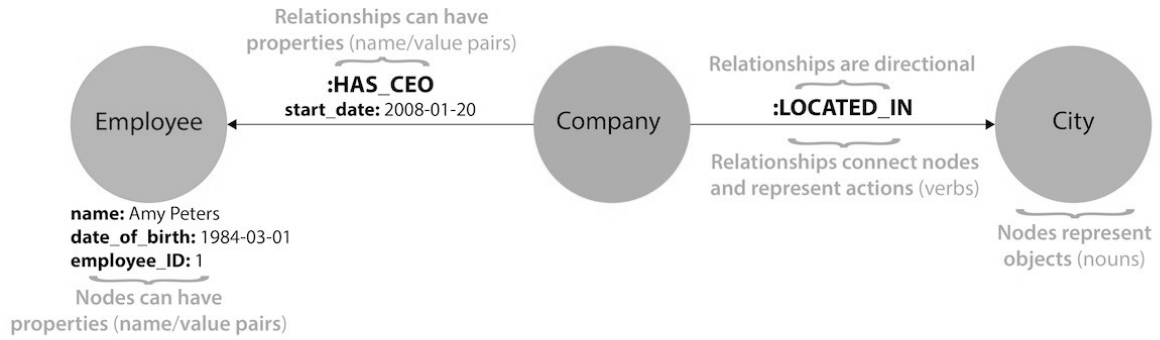 Relationships can have
properties (name/value pairs)
:HAS_CEO
start_date: 2008-01-20
Employee
Company
Relationships are directional
:LOCATED_IN
Relationships connect nodes
and represent actions (verbs)
City
name: Amy Peters
date_of_birth: 1984-03-01
employee_ID: 1
Nodes can have
properties (name/value pairs)
Nodes represent
objects (nouns)